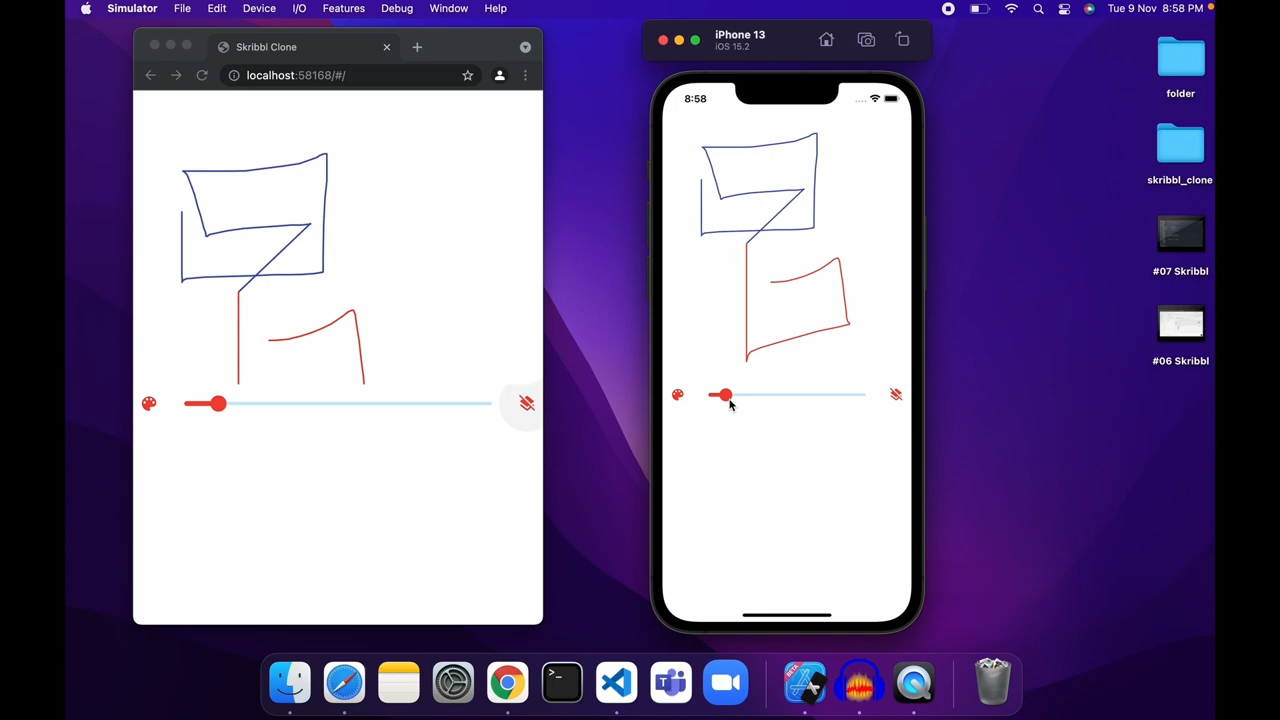 Simulator File Edit Device I/O Features Debug Window Help Tue 9 Nov 8:58 PM
Skribbl Clone
localhost:58168/#/
iPhone 13
iOS 15.2
8:58
folder
skribbl_clone
#07 Skribbl
#06 Skribbl
BETA